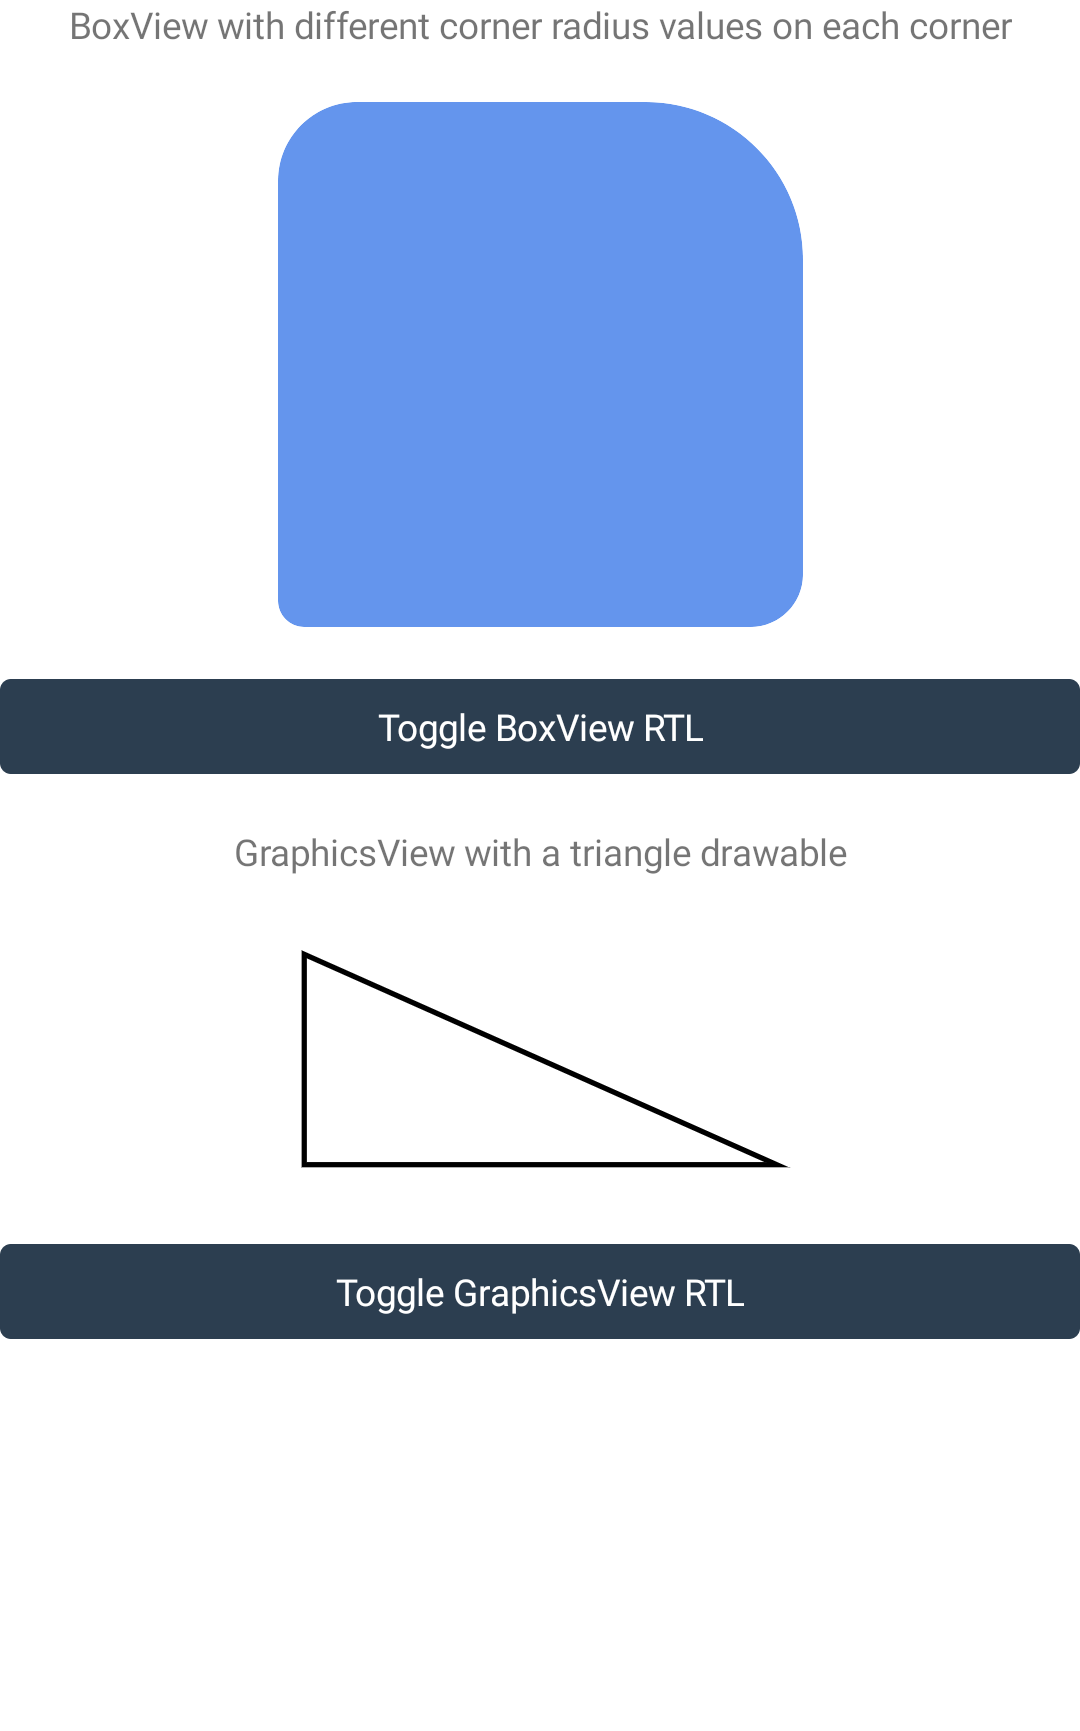 BoxView with different corner radius values on each corner
Toggle BoxView RTL
GraphicsView with a triangle drawable
Toggle GraphicsView RTL